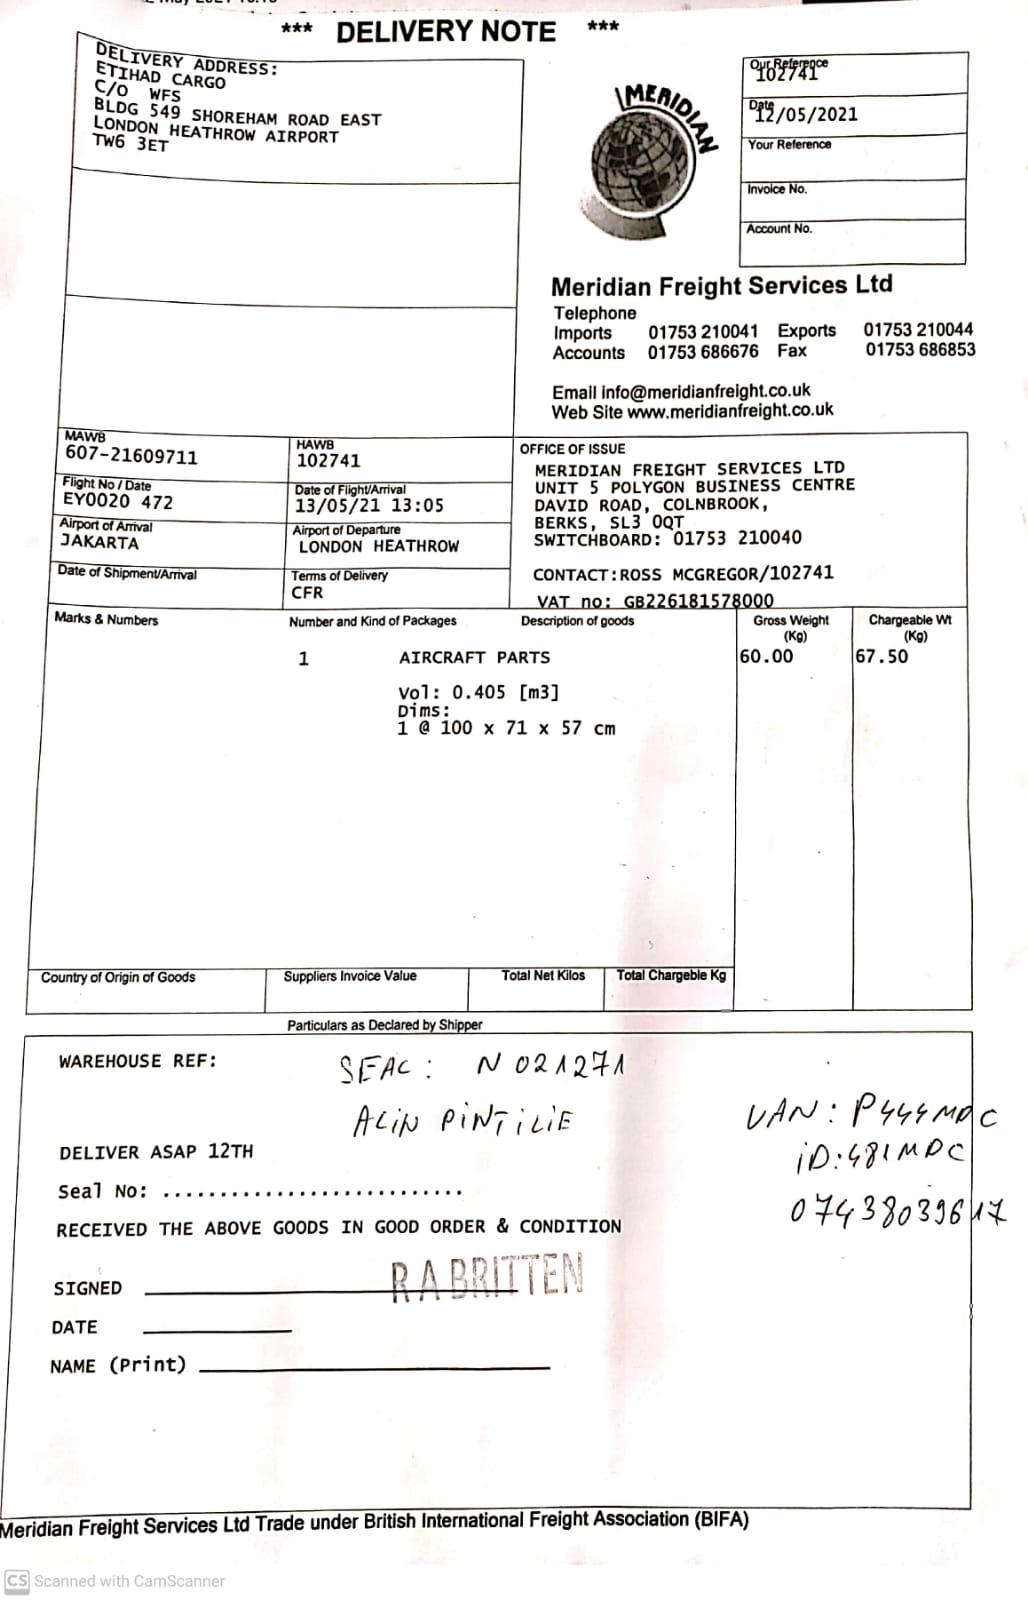 *** DELIVERY NOTE ***
DELIVERY ADDRESS:
ETIHAD CARGO
C/O WFS
BLDG 549 SHOREHAM ROAD EAST
LONDON HEATHROW AIRPORT
TW6 3ET
MERIDIAN
Our Reference
102741
Date
12/05/2021
Your Reference
Invoice No.
Account No.
Meridian Freight Services Ltd
Telephone
Imports 01753 210041 Exports 01753 210044
Accounts 01753 686676 Fax 01753 686853
Email info@meridianfreight.co.uk
Web Site www.meridianfreight.co.uk
MAWB
607-21609711
HAWB
102741
Flight No / Date
EY0020 472
Date of Flight/Arrival
13/05/21 13:05
Airport of Arrival
JAKARTA
Airport of Departure
LONDON HEATHROW
Date of Shipment/Arrival
Terms of Delivery
CFR
OFFICE OF ISSUE
MERIDIAN FREIGHT SERVICES LTD
UNIT 5 POLYGON BUSINESS CENTRE
DAVID ROAD, COLNBROOK,
BERKS, SL3 0QT
SWITCHBOARD: 01753 210040
CONTACT:ROSS MCGREGOR/102741
VAT no: GB226181578000
Marks & Numbers Number and Kind of Packages Description of goods Gross Weight (Kg) Chargeable Wt (Kg)
1 AIRCRAFT PARTS 60.00 67.50
Vol: 0.405 [m3]
Dims:
1 @ 100 x 71 x 57 cm
Country of Origin of Goods Suppliers Invoice Value Total Net Kilos Total Chargeble Kg
Particulars as Declared by Shipper
WAREHOUSE REF: SEAL: N 021271
ALIN PINTILIE
VAN: P444MDC
DELIVER ASAP 12TH
iD:481MDC
Seal No: ...........................
07438039617
RECEIVED THE ABOVE GOODS IN GOOD ORDER & CONDITION
SIGNED R A BRITTEN
DATE
NAME (Print)
Meridian Freight Services Ltd Trade under British International Freight Association (BIFA)
CS Scanned with CamScanner